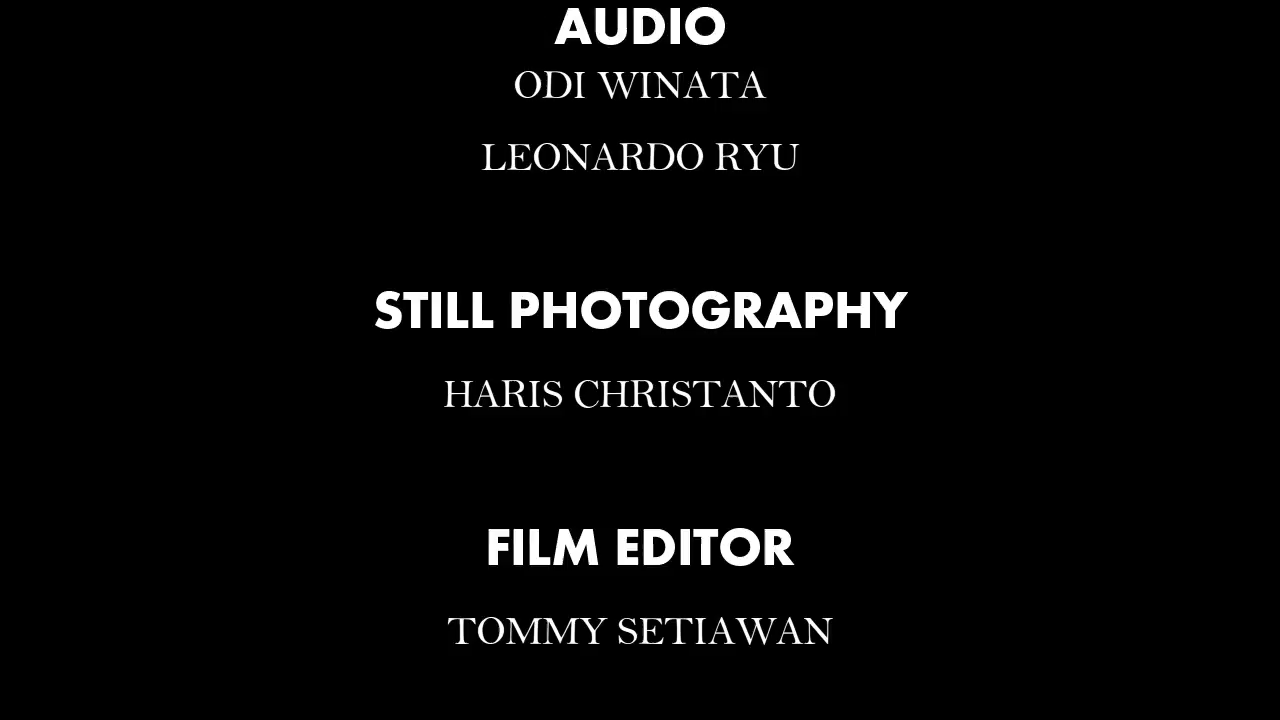 AUDIO
ODI WINATA
LEONARDO RYU
STILL PHOTOGRAPHY
HARIS CHRISTANTO
FILM EDITOR
TOMMY SETIAWAN